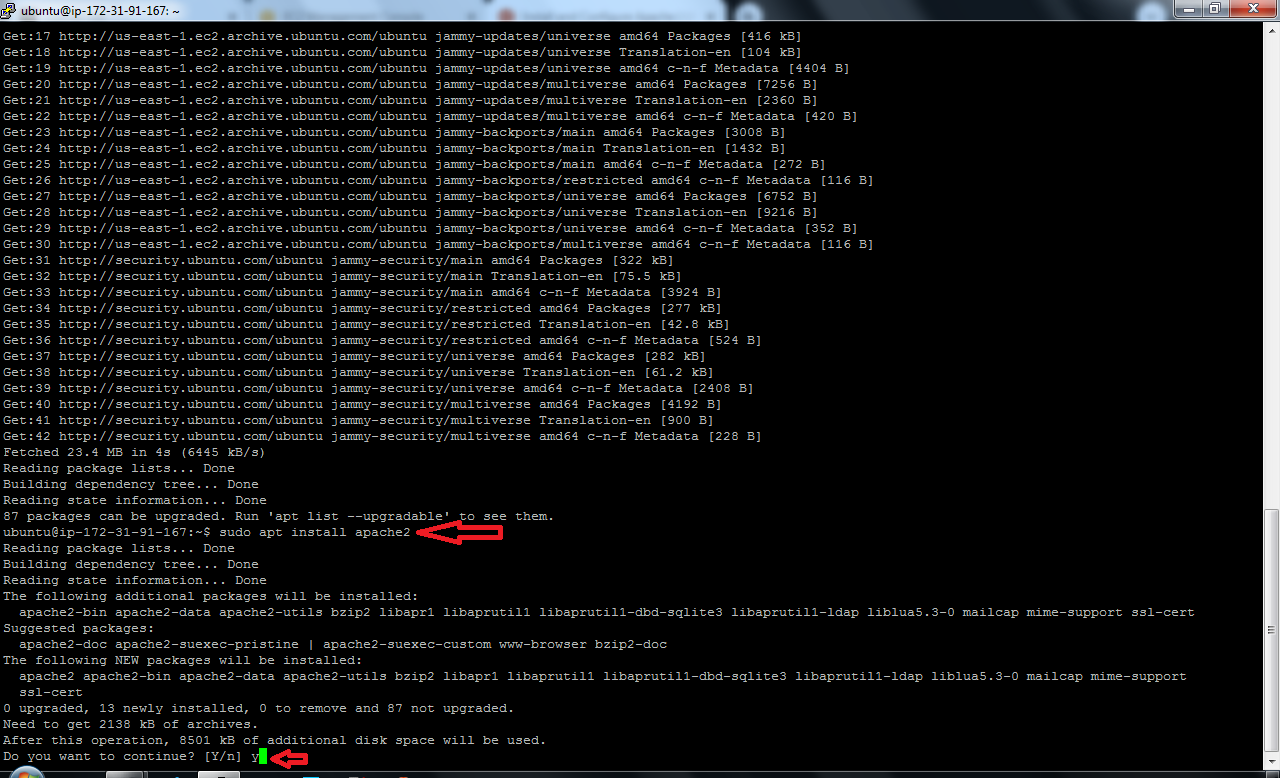 ubuntu@ip-172-31-91-167: ~
Get:17 http://us-east-1.ec2.archive.ubuntu.com/ubuntu jammy-updates/universe amd64 Packages [416 kB]
Get:18 http://us-east-1.ec2.archive.ubuntu.com/ubuntu jammy-updates/universe Translation-en [104 kB]
Get:19 http://us-east-1.ec2.archive.ubuntu.com/ubuntu jammy-updates/universe amd64 c-n-f Metadata [4404 B]
Get:20 http://us-east-1.ec2.archive.ubuntu.com/ubuntu jammy-updates/multiverse amd64 Packages [7256 B]
Get:21 http://us-east-1.ec2.archive.ubuntu.com/ubuntu jammy-updates/multiverse Translation-en [2360 B]
Get:22 http://us-east-1.ec2.archive.ubuntu.com/ubuntu jammy-updates/multiverse amd64 c-n-f Metadata [420 B]
Get:23 http://us-east-1.ec2.archive.ubuntu.com/ubuntu jammy-backports/main amd64 Packages [3008 B]
Get:24 http://us-east-1.ec2.archive.ubuntu.com/ubuntu jammy-backports/main Translation-en [1432 B]
Get:25 http://us-east-1.ec2.archive.ubuntu.com/ubuntu jammy-backports/main amd64 c-n-f Metadata [272 B]
Get:26 http://us-east-1.ec2.archive.ubuntu.com/ubuntu jammy-backports/restricted amd64 c-n-f Metadata [116 B]
Get:27 http://us-east-1.ec2.archive.ubuntu.com/ubuntu jammy-backports/universe amd64 Packages [6752 B]
Get:28 http://us-east-1.ec2.archive.ubuntu.com/ubuntu jammy-backports/universe Translation-en [9216 B]
Get:29 http://us-east-1.ec2.archive.ubuntu.com/ubuntu jammy-backports/universe amd64 c-n-f Metadata [352 B]
Get:30 http://us-east-1.ec2.archive.ubuntu.com/ubuntu jammy-backports/multiverse amd64 c-n-f Metadata [116 B]
Get:31 http://security.ubuntu.com/ubuntu jammy-security/main amd64 Packages [322 kB]
Get:32 http://security.ubuntu.com/ubuntu jammy-security/main Translation-en [75.5 kB]
Get:33 http://security.ubuntu.com/ubuntu jammy-security/main amd64 c-n-f Metadata [3924 B]
Get:34 http://security.ubuntu.com/ubuntu jammy-security/restricted amd64 Packages [277 kB]
Get:35 http://security.ubuntu.com/ubuntu jammy-security/restricted Translation-en [42.8 kB]
Get:36 http://security.ubuntu.com/ubuntu jammy-security/restricted amd64 c-n-f Metadata [524 B]
Get:37 http://security.ubuntu.com/ubuntu jammy-security/universe amd64 Packages [282 kB]
Get:38 http://security.ubuntu.com/ubuntu jammy-security/universe Translation-en [61.2 kB]
Get:39 http://security.ubuntu.com/ubuntu jammy-security/universe amd64 c-n-f Metadata [2408 B]
Get:40 http://security.ubuntu.com/ubuntu jammy-security/multiverse amd64 Packages [4192 B]
Get:41 http://security.ubuntu.com/ubuntu jammy-security/multiverse Translation-en [900 B]
Get:42 http://security.ubuntu.com/ubuntu jammy-security/multiverse amd64 c-n-f Metadata [228 B]
Fetched 23.4 MB in 4s (6445 kB/s)
Reading package lists... Done
Building dependency tree... Done
Reading state information... Done
87 packages can be upgraded. Run 'apt list --upgradable' to see them.
ubuntu@ip-172-31-91-167:~$ sudo apt install apache2
Reading package lists... Done
Building dependency tree... Done
Reading state information... Done
The following additional packages will be installed:
  apache2-bin apache2-data apache2-utils bzip2 libapr1 libaprutil1 libaprutil1-dbd-sqlite3 libaprutil1-ldap liblua5.3-0 mailcap mime-support ssl-cert
Suggested packages:
  apache2-doc apache2-suexec-pristine | apache2-suexec-custom www-browser bzip2-doc
The following NEW packages will be installed:
  apache2 apache2-bin apache2-data apache2-utils bzip2 libapr1 libaprutil1 libaprutil1-dbd-sqlite3 libaprutil1-ldap liblua5.3-0 mailcap mime-support
  ssl-cert
0 upgraded, 13 newly installed, 0 to remove and 87 not upgraded.
Need to get 2138 kB of archives.
After this operation, 8501 kB of additional disk space will be used.
Do you want to continue? [Y/n] y